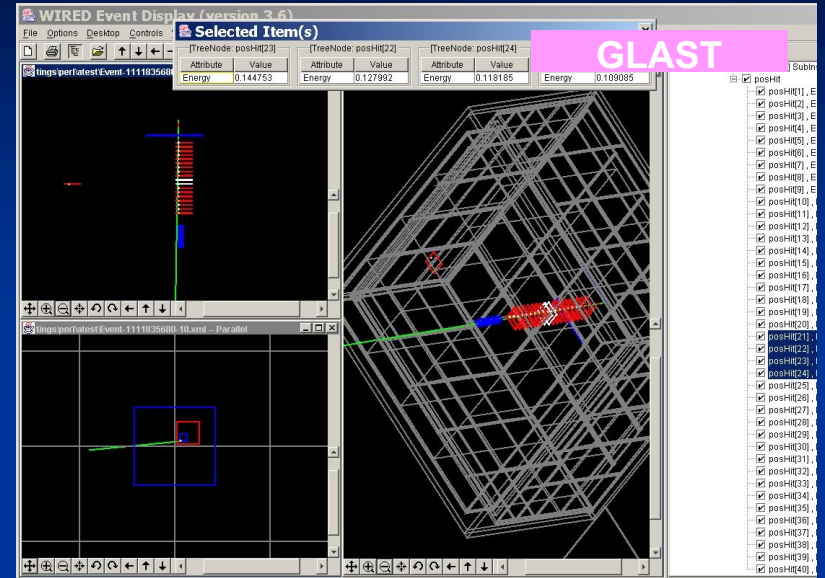 WIRED Event Display (version 3.6)
File Options Desktop Controls
Selected Item(s)
[TreeNode: posHit[23]
Attribute Value
Energy 0.144753
[TreeNode: posHit[22]
Attribute Value
Energy 0.127992
[TreeNode: posHit[24]
Attribute Value
Energy 0.118185
Energy 0.109085
GLAST
tings\perl\atest\Event-1111835680
tings\perl\atest\Event-1111835680-10.xml -- Parallel
] SubIns
posHit
posHit[1] , E
posHit[2] , E
posHit[3] , E
posHit[4] , E
posHit[5] , E
posHit[6] , E
posHit[7] , E
posHit[8] , E
posHit[9] , E
posHit[10] ,
posHit[11] ,
posHit[12] ,
posHit[13] ,
posHit[14] ,
posHit[15] ,
posHit[16] ,
posHit[17] ,
posHit[18] ,
posHit[19] ,
posHit[20] ,
posHit[21] ,
posHit[22] ,
posHit[23] ,
posHit[24] ,
posHit[25] ,
posHit[26] ,
posHit[27] ,
posHit[28] ,
posHit[29] ,
posHit[30] ,
posHit[31] ,
posHit[32] ,
posHit[33] ,
posHit[34] ,
posHit[35] ,
posHit[36] ,
posHit[37] ,
posHit[38] ,
posHit[39] ,
posHit[40] ,